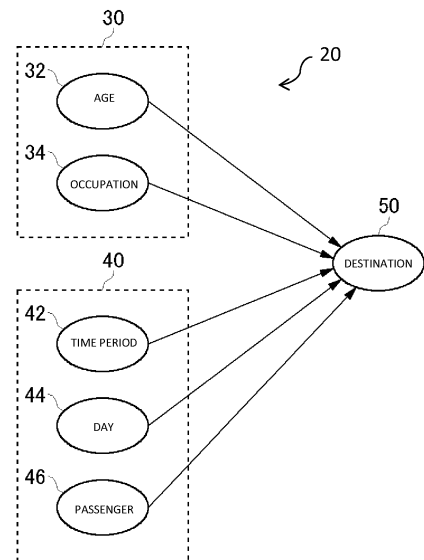 30
20
32
AGE
34
OCCUPATION
50
DESTINATION
40
42
TIME PERIOD
44
DAY
46
PASSENGER